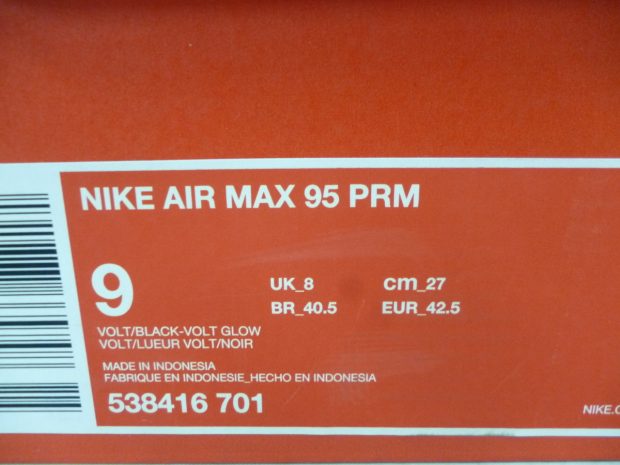 NIKE AIR MAX 95 PRM
9
UK_8 cm_27
BR_40.5 EUR_42.5
VOLT/BLACK-VOLT GLOW
VOLT/LUEUR VOLT/NOIR
MADE IN INDONESIA
FABRIQUE EN INDONESIE_HECHO EN INDONESIA
538416 701
NIKE.C